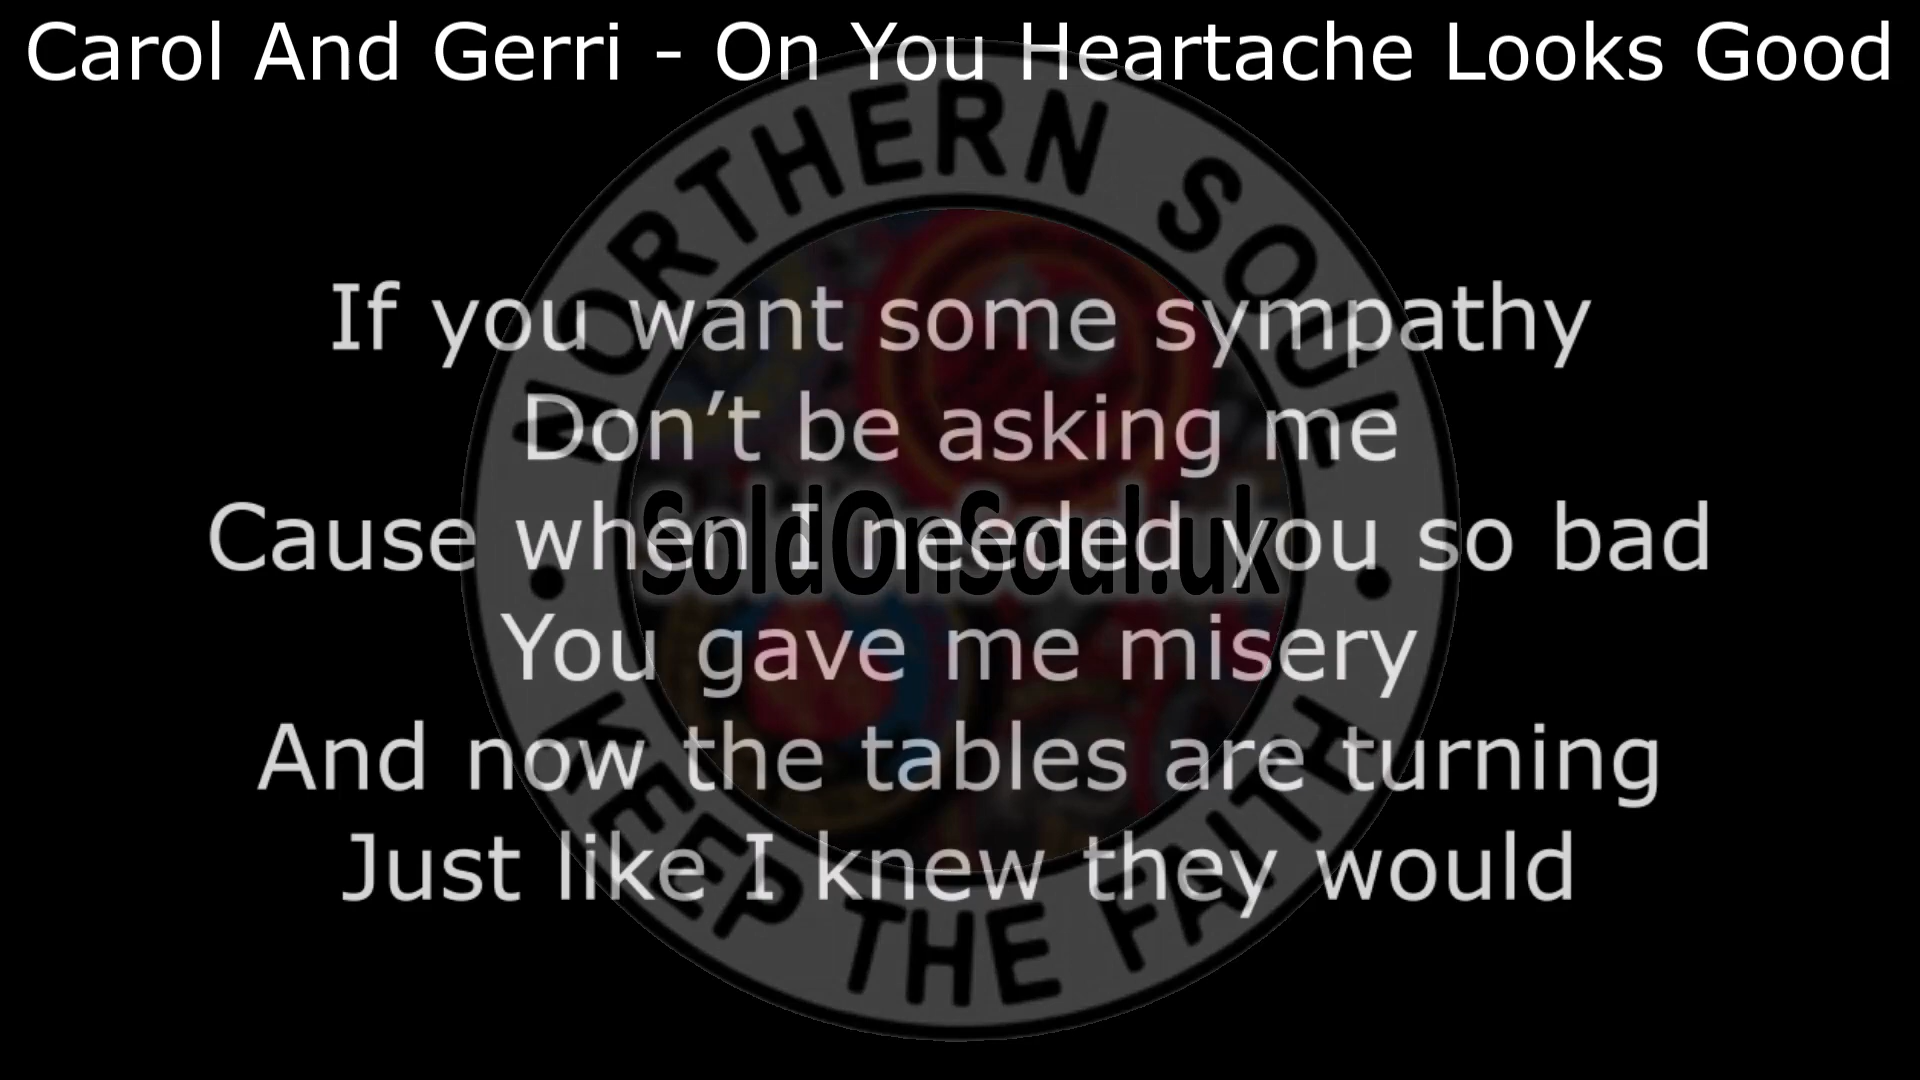 Carol And Gerri - On You Heartache Looks Good
NORTHERN SOUL
If you want some sympathy
Don’t be asking me
Cause when I needed you so bad
SoldOnSoul.uk
You gave me misery
And now the tables are turning
Just like I knew they would
KEEP THE FAITH